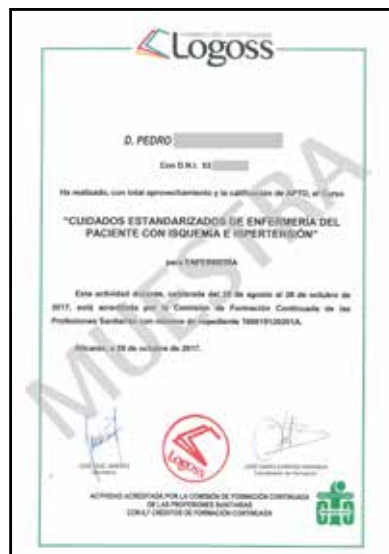 Logoss
D. PEDRO
Con D.N.I. 53
Ha realizado, con total aprovechamiento y la calificación de APTO, el Curso
"CUIDADOS ESTANDARIZADOS DE ENFERMERÍA DEL
PACIENTE CON ISQUEMIA E HIPERTENSIÓN"
para ENFERMERÍA
Esta actividad docente, celebrada del 28 de agosto al 28 de octubre de
2017, está acreditada por la Comisión de Formación Continuada de las
Profesiones Sanitarias con número de expediente
Alicante, a 28 de octubre de 2017.
MUESTRA
LOGOSS
ACTIVIDAD ACREDITADA POR LA COMISIÓN DE FORMACIÓN CONTINUADA
DE LAS PROFESIONES SANITARIAS
CRÉDITOS DE FORMACIÓN CONTINUADA